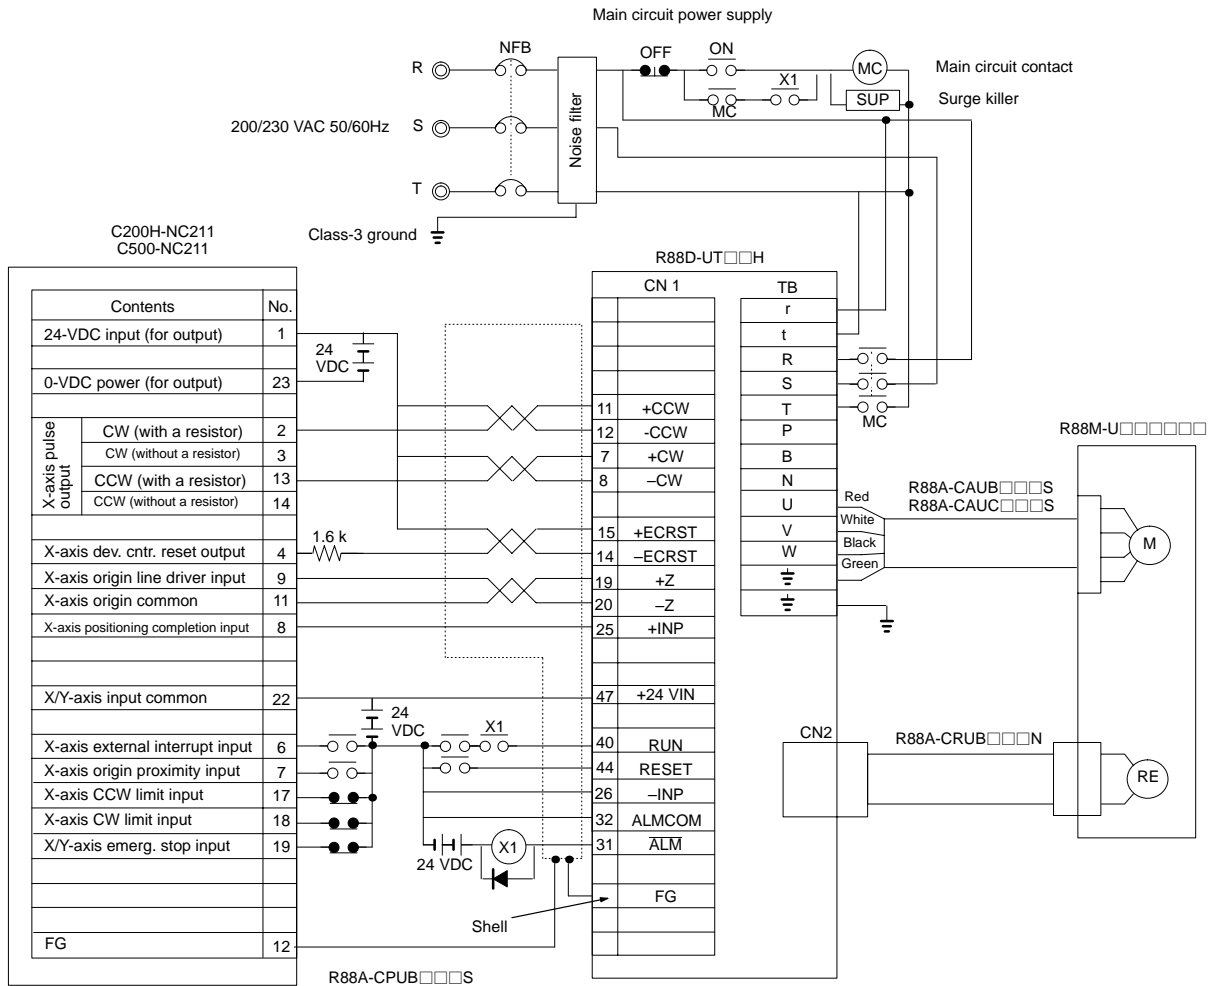 Main circuit power supply
NFB
OFF
ON
R
MC
Main circuit contact
X1
SUP
Surge killer
MC
200/230 VAC 50/60Hz
S
Noise filter
T
Class-3 ground
C200H-NC211
C500-NC211
R88D-UT□□H
Contents No.
24-VDC input (for output) 1
0-VDC power (for output) 23
X-axis pulse output
CW (with a resistor) 2
CW (without a resistor) 3
CCW (with a resistor) 13
CCW (without a resistor) 14
X-axis dev. cntr. reset output 4
X-axis origin line driver input 9
X-axis origin common 11
X-axis positioning completion input 8
X/Y-axis input common 22
X-axis external interrupt input 6
X-axis origin proximity input 7
X-axis CCW limit input 17
X-axis CW limit input 18
X/Y-axis emerg. stop input 19
FG 12
24
VDC
1.6 k
24
VDC
X1
24 VDC
X1
Shell
R88A-CPUB□□□S
CN 1
11 +CCW
12 -CCW
7 +CW
8 –CW
15 +ECRST
14 –ECRST
19 +Z
20 –Z
25 +INP
47 +24 VIN
40 RUN
44 RESET
26 –INP
32 ALMCOM
31 ALM
FG
TB
r
t
R
S
T
P
B
N
U
V
W
MC
Red
White
Black
Green
R88A-CAUB□□□S
R88A-CAUC□□□S
R88M-U□□□□□□
M
CN2
R88A-CRUB□□□N
RE